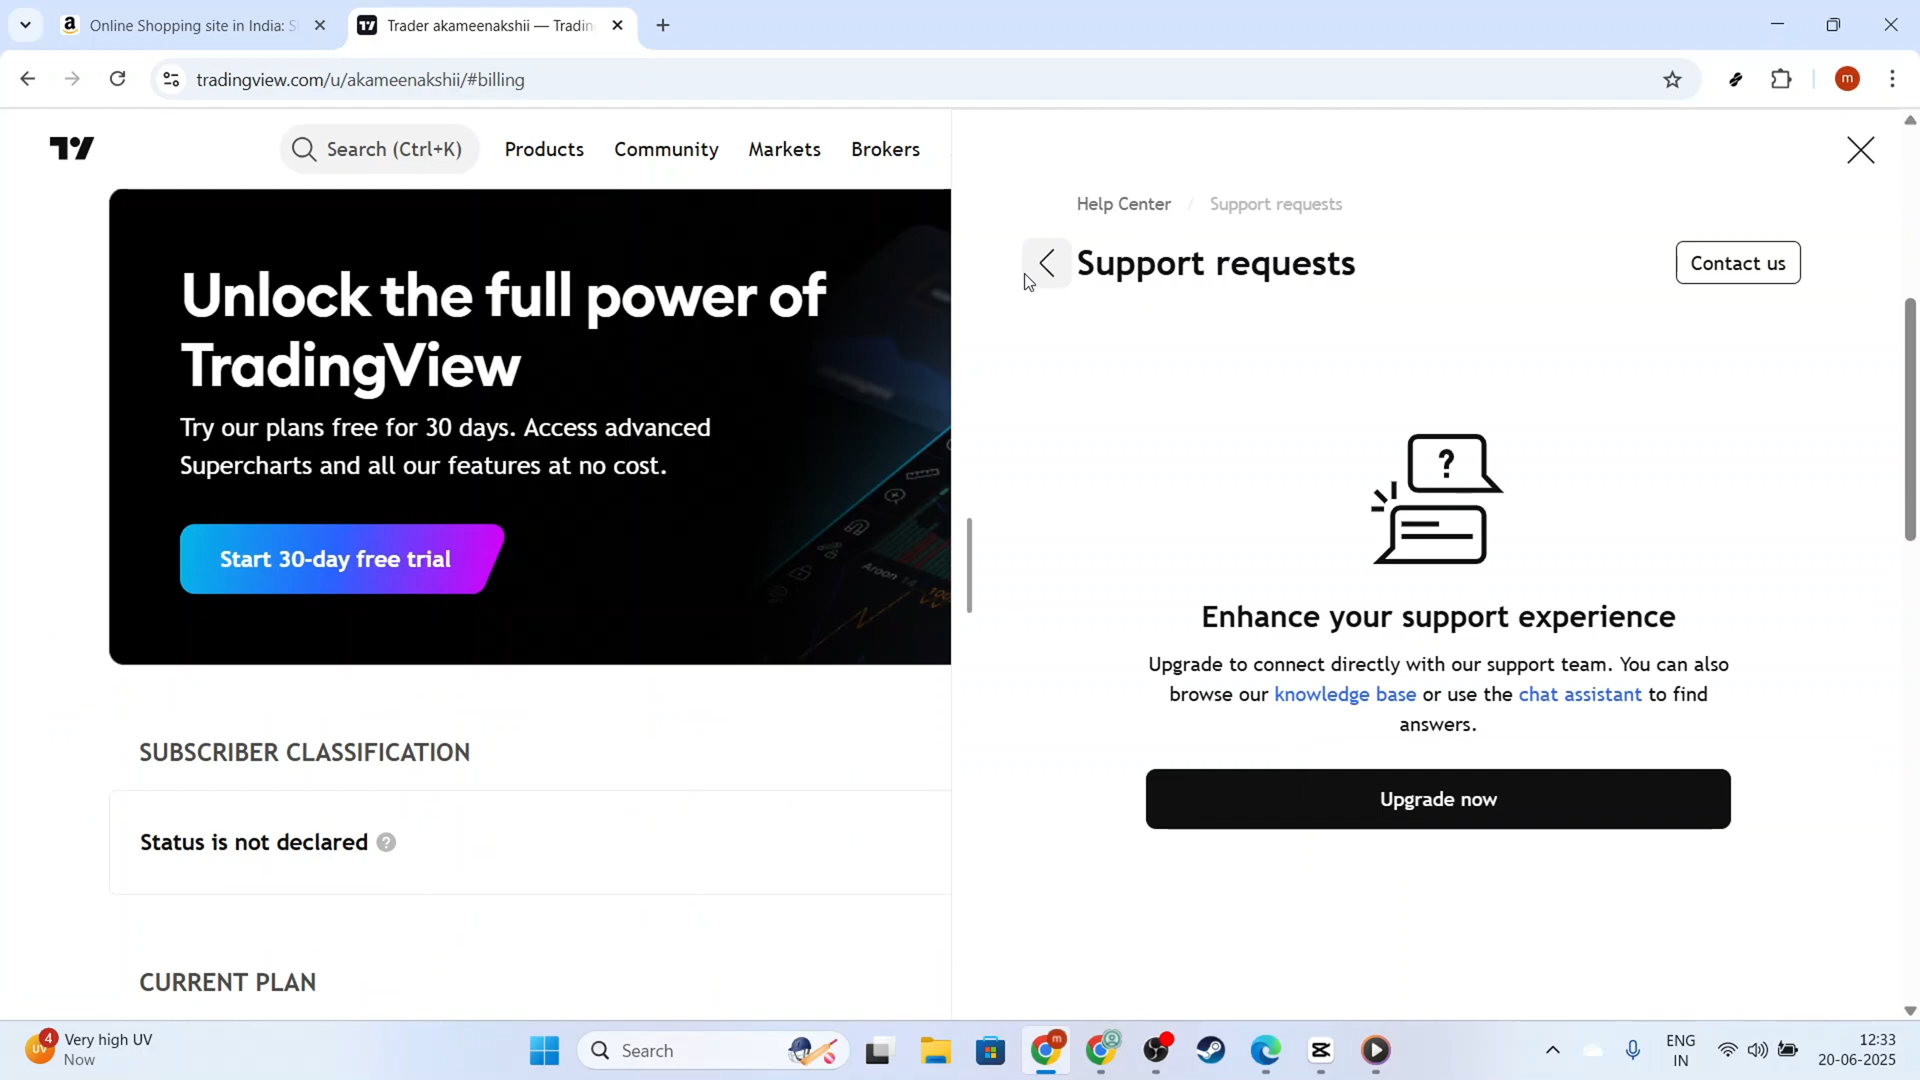 Online Shopping site in India: S
Trader akameenakshii — Tradin
tradingview.com/u/akameenakshii/#billing
m
Search (Ctrl+K)
Products
Community
Markets
Brokers
Help Center / Support requests
Support requests
Contact us
Unlock the full power of
TradingView
Try our plans free for 30 days. Access advanced
Supercharts and all our features at no cost.
Start 30-day free trial
Aroon 14
?
Enhance your support experience
Upgrade to connect directly with our support team. You can also
browse our knowledge base or use the chat assistant to find
answers.
Upgrade now
SUBSCRIBER CLASSIFICATION
Status is not declared ?
CURRENT PLAN
4
UV
Very high UV
Now
Search
m
ENG
IN
12:33
20-06-2025